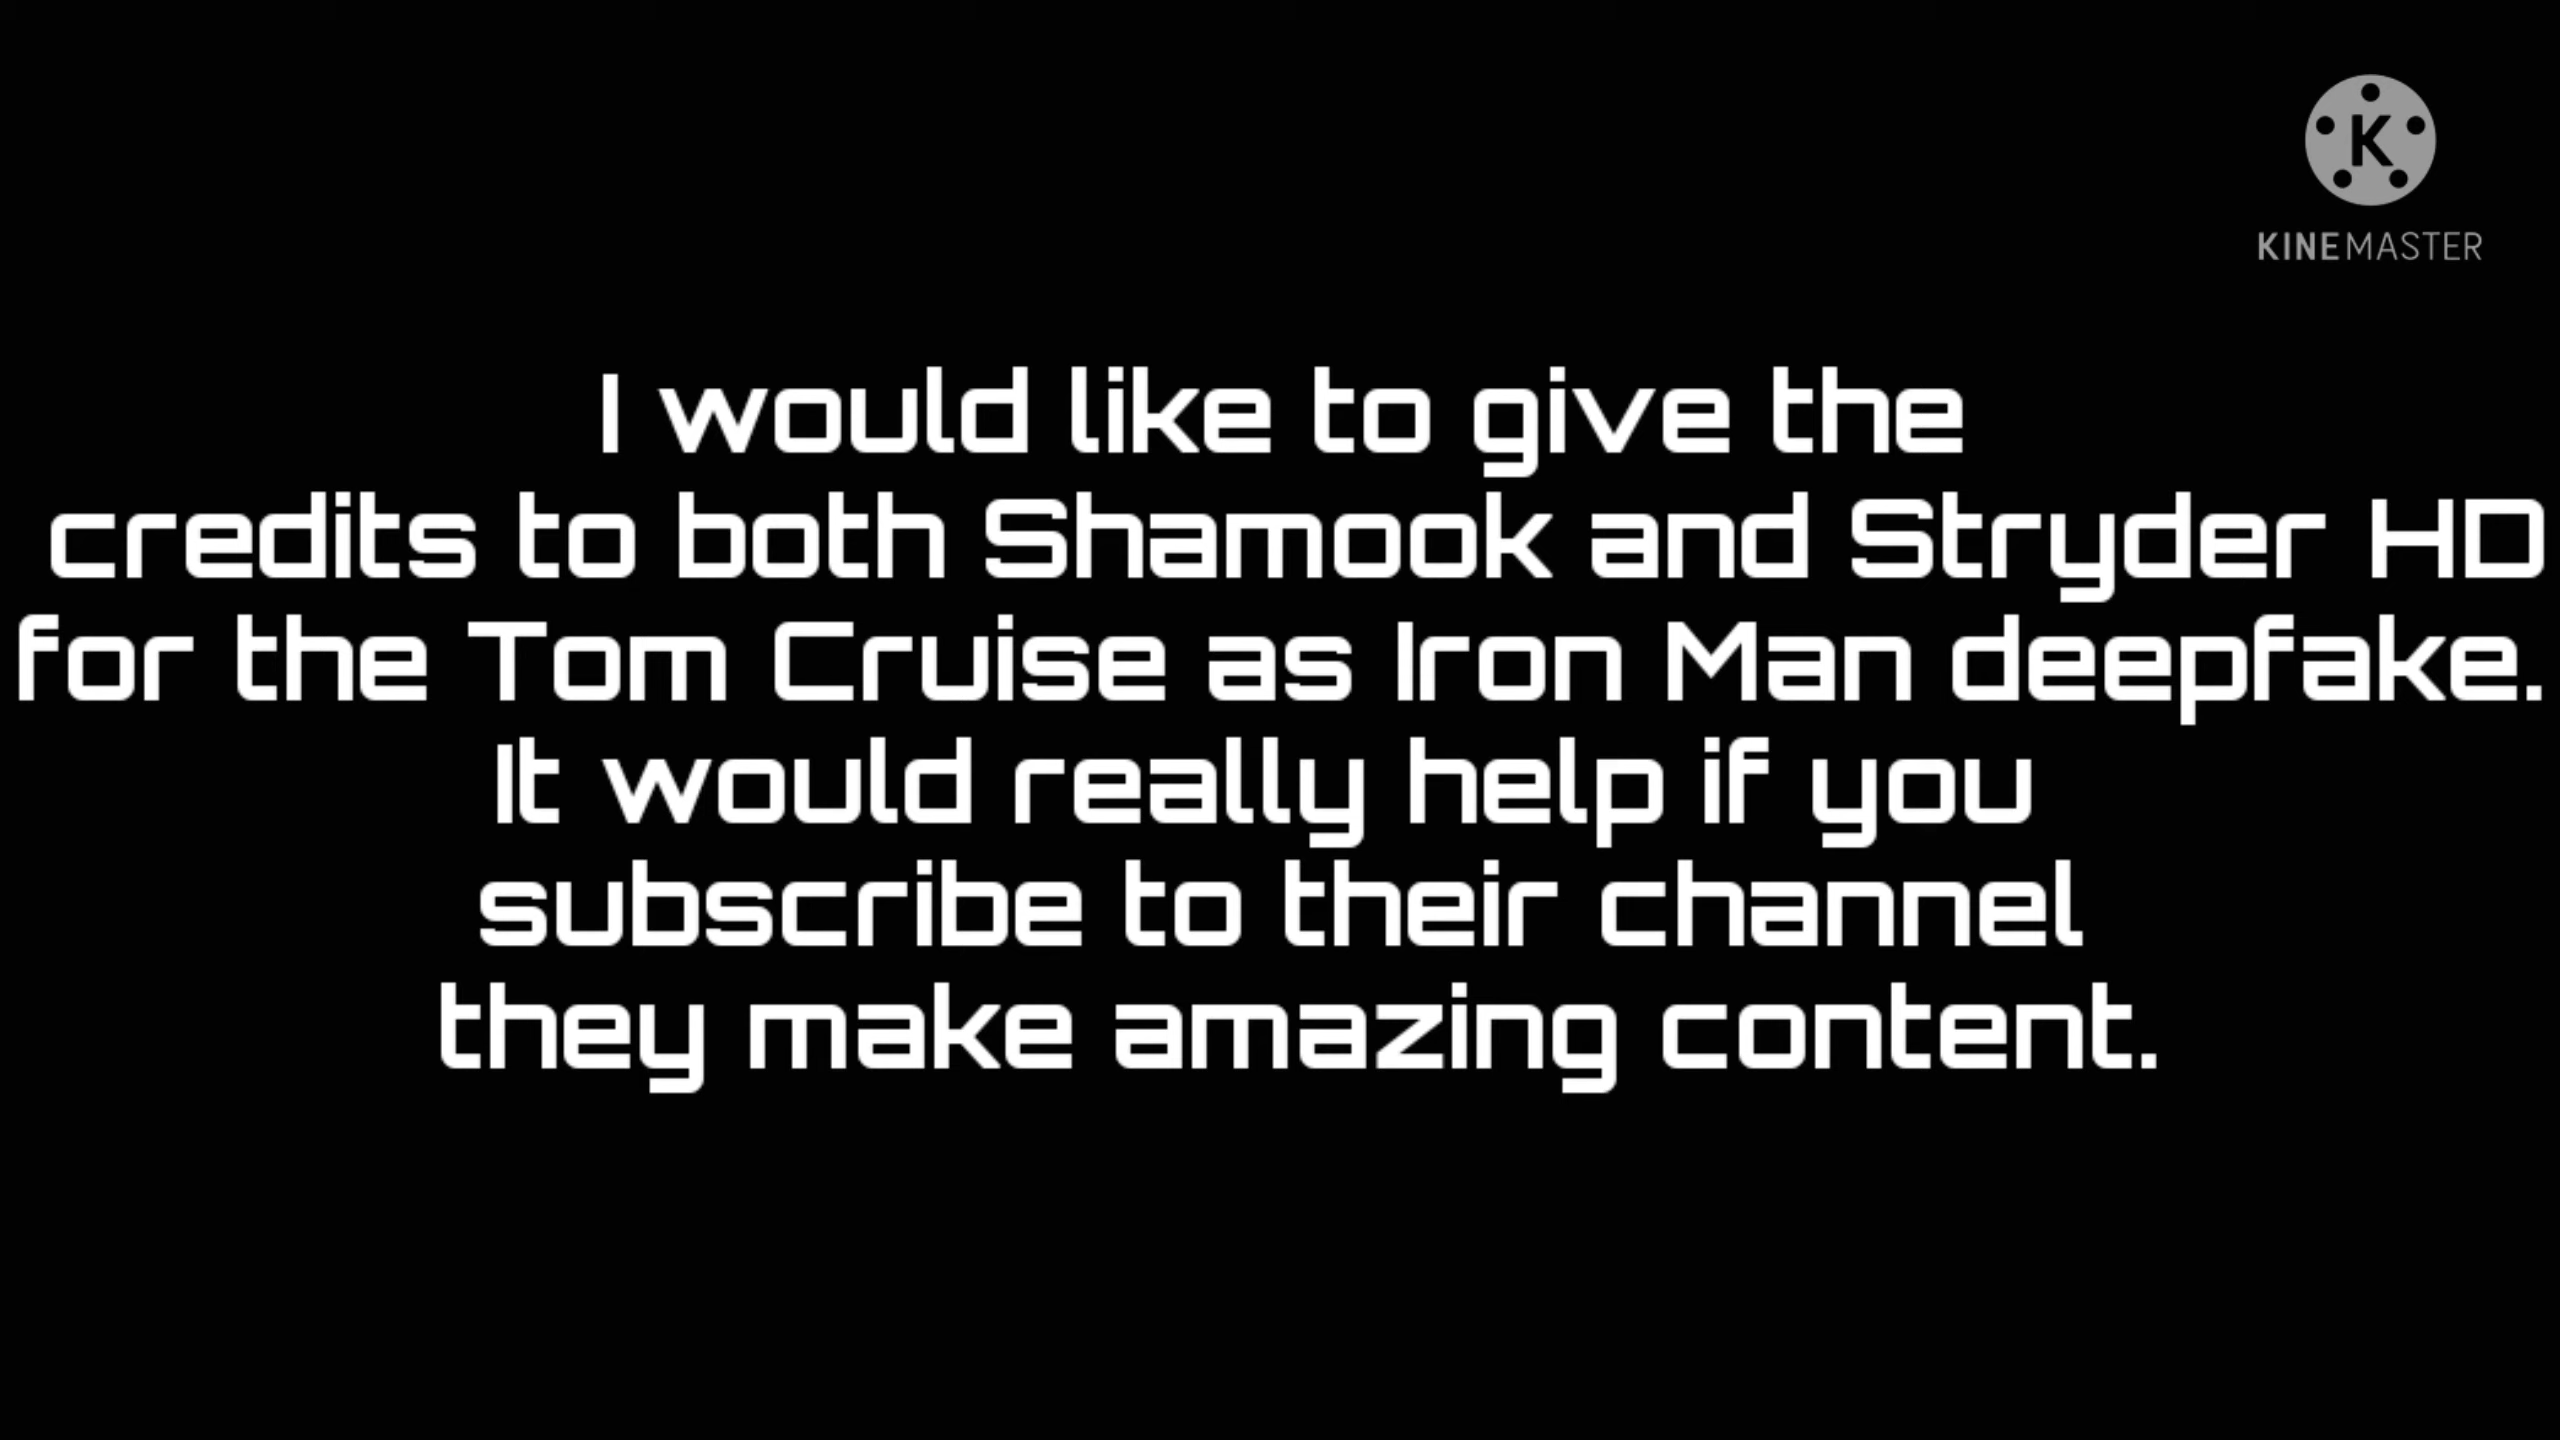 K
KINEMASTER
I would like to give the
credits to both Shamook and Stryder HD
for the Tom Cruise as Iron Man deepfake.
It would really help if you
subscribe to their channel
they make amazing content.